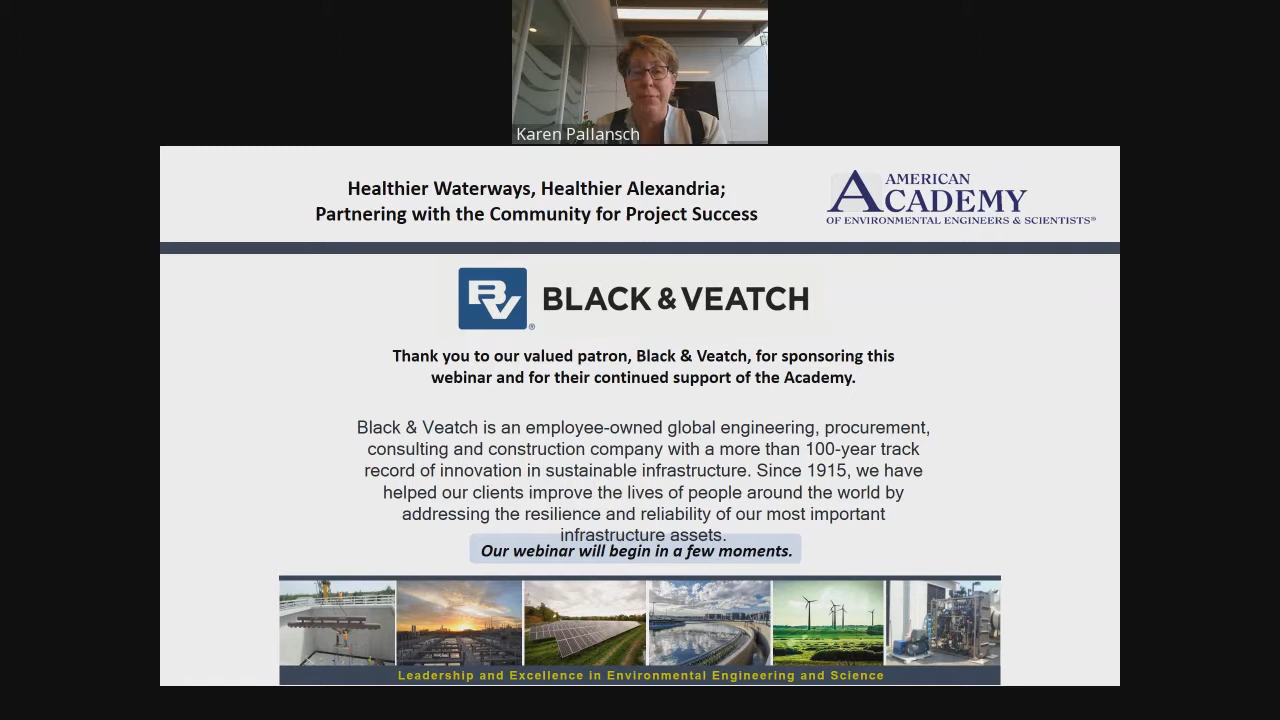 Karen Pallansch
Healthier Waterways, Healthier Alexandria;
Partnering with the Community for Project Success
AMERICAN
ACADEMY
OF ENVIRONMENTAL ENGINEERS & SCIENTISTS®
BV®
BLACK & VEATCH
Thank you to our valued patron, Black & Veatch, for sponsoring this
webinar and for their continued support of the Academy.
Black & Veatch is an employee-owned global engineering, procurement,
consulting and construction company with a more than 100-year track
record of innovation in sustainable infrastructure. Since 1915, we have
helped our clients improve the lives of people around the world by
addressing the resilience and reliability of our most important
infrastructure assets.
Our webinar will begin in a few moments.
Leadership and Excellence in Environmental Engineering and Science